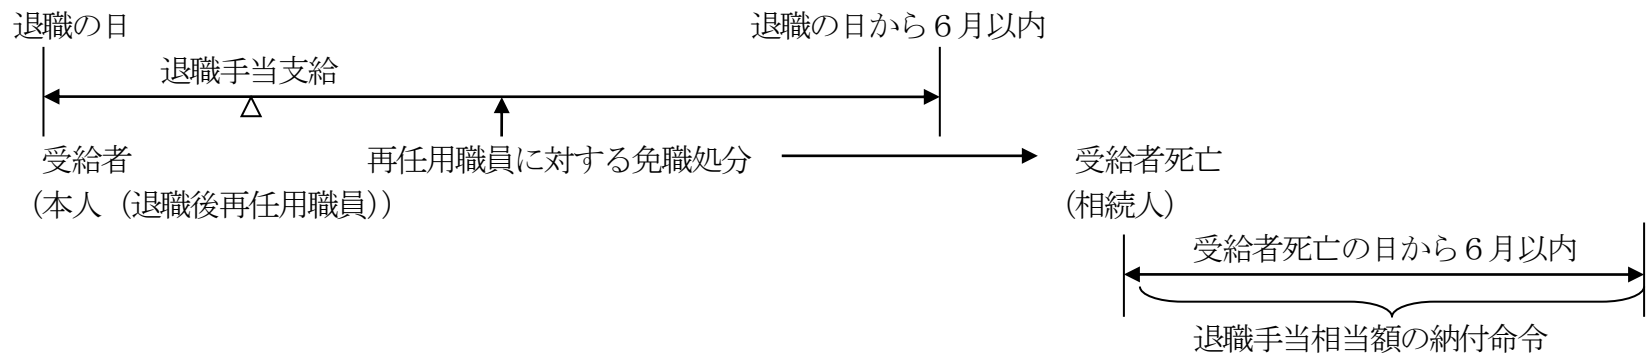 退職の日
退職の日から６月以内
退職手当支給
受給者
再任用職員に対する免職処分
受給者死亡
（本人（退職後再任用職員））
（相続人）
受給者死亡の日から６月以内
退職手当相当額の納付命令